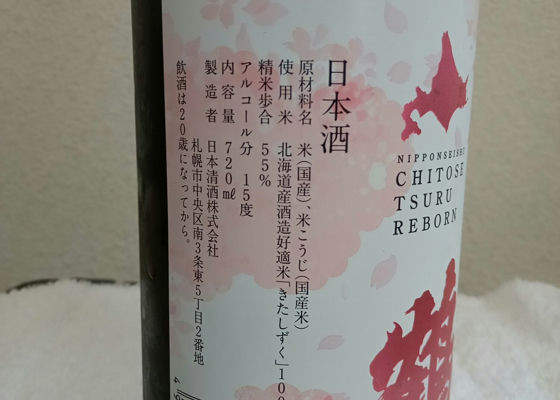 日本酒
原材料名 米(国産)、米こうじ(国産米)
使用米 北海道産酒造好適米「きたしずく」100
精米歩合 55%
アルコール分 15度
内容量 720ml
製造者 日本清酒株式会社
札幌市中央区南3条東5丁目2番地
飲酒は20歳になってから。
NIPPONSEISHU
CHITOSE
TSURU
REBORN
鶴